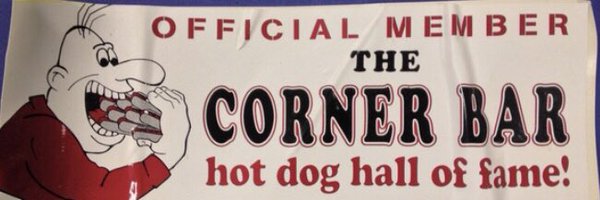 OFFICIAL MEMBER
THE
CORNER BAR
hot dog hall of fame!